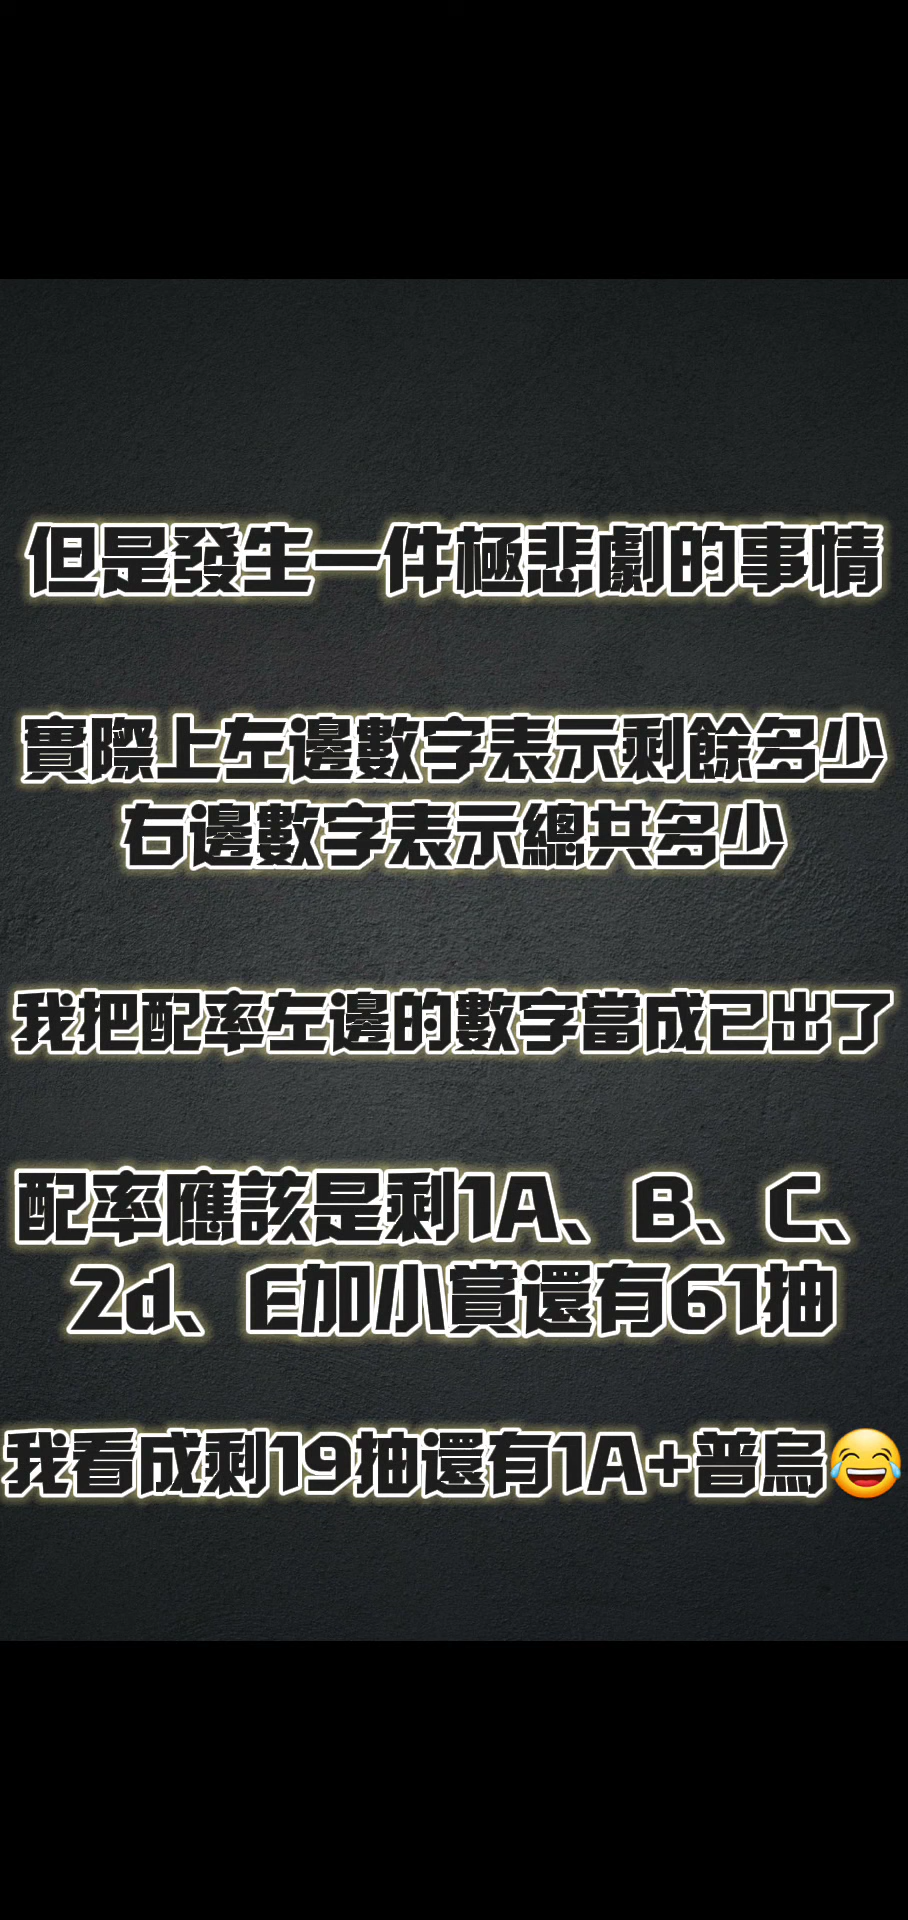 但是發生一件極悲劇的事情
實際上左邊數字表示剩餘多少
右邊數字表示總共多少
我把配率左邊的數字當成已出了
配率應該是剩1A、B、C、
2d、E加小賞還有61抽
我看成剩19抽還有1A+普烏😂